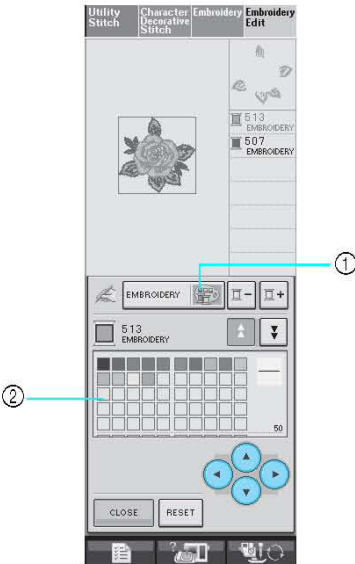 Utility Stitch
Character Decorative Stitch
Embroidery
Embroidery Edit
513
EMBROIDERY
507
EMBROIDERY
①
EMBROIDERY
−
+
513
EMBROIDERY
②
50
CLOSE
RESET
?